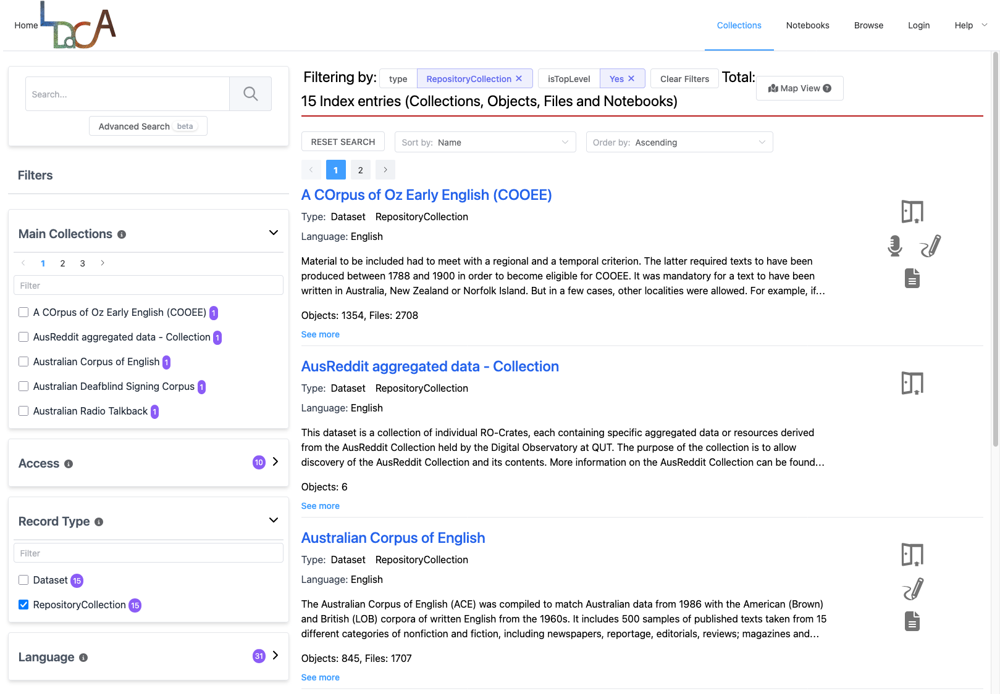 Home LDaCA Collections Notebooks Browse Login Help
Search...
Advanced Search beta
Filters
Main Collections
1 2 3
Filter
A COrpus of Oz Early English (COOEE) 1
AusReddit aggregated data - Collection 1
Australian Corpus of English 1
Australian Deafblind Signing Corpus 1
Australian Radio Talkback 1
Access 10
Record Type
Filter
Dataset 15
RepositoryCollection 15
Language 31
Filtering by: type RepositoryCollection ✕ isTopLevel Yes ✕ Clear Filters Total:
15 Index entries (Collections, Objects, Files and Notebooks)
Map View
RESET SEARCH Sort by: Name Order by: Ascending
1 2
A COrpus of Oz Early English (COOEE)
Type: Dataset RepositoryCollection
Language: English
Material to be included had to meet with a regional and a temporal criterion. The latter required texts to have been
produced between 1788 and 1900 in order to become eligible for COOEE. It was mandatory for a text to have been
written in Australia, New Zealand or Norfolk Island. But in a few cases, other localities were allowed. For example, if...
Objects: 1354, Files: 2708
See more
AusReddit aggregated data - Collection
Type: Dataset RepositoryCollection
Language: English
This dataset is a collection of individual RO-Crates, each containing specific aggregated data or resources derived
from the AusReddit Collection held by the Digital Observatory at QUT. The purpose of the collection is to allow
discovery of the AusReddit Collection and its contents. More information on the AusReddit Collection can be found...
Objects: 6
See more
Australian Corpus of English
Type: Dataset RepositoryCollection
Language: English
The Australian Corpus of English (ACE) was compiled to match Australian data from 1986 with the American (Brown)
and British (LOB) corpora of written English from the 1960s. It includes 500 samples of published texts taken from 15
different categories of nonfiction and fiction, including newspapers, reportage, editorials, reviews; magazines and...
Objects: 845, Files: 1707
See more